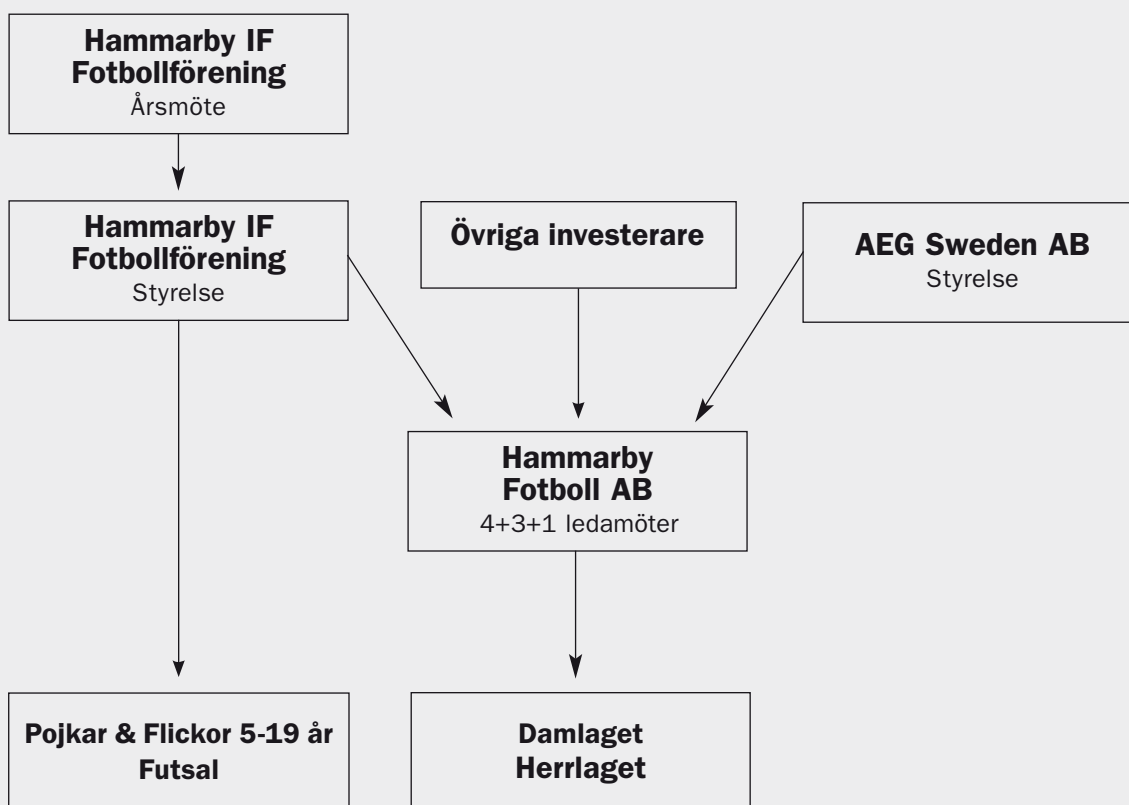 Hammarby IF
Fotbollförening
Årsmöte
Hammarby IF
Fotbollförening
Styrelse
Övriga investerare
AEG Sweden AB
Styrelse
Hammarby
Fotboll AB
4+3+1 ledamöter
Pojkar & Flickor 5-19 år
Futsal
Damlaget
Herrlaget